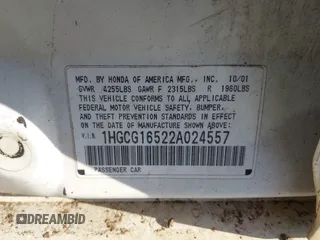 MFD. BY HONDA OF AMERICA MFG., INC. 10/01
GVWR 4255LBS GAWR F 2315LBS R 1960LBS
THIS VEHICLE CONFORMS TO ALL APPLICABLE
FEDERAL MOTOR VEHICLE SAFETY, BUMPER,
AND THEFT PREVENTION STANDARDS IN EFFECT
ON THE DATE OF MANUFACTURE SHOWN ABOVE.
V.I.N. 1HGCG16522A024557
PASSENGER CAR
DREAMBID